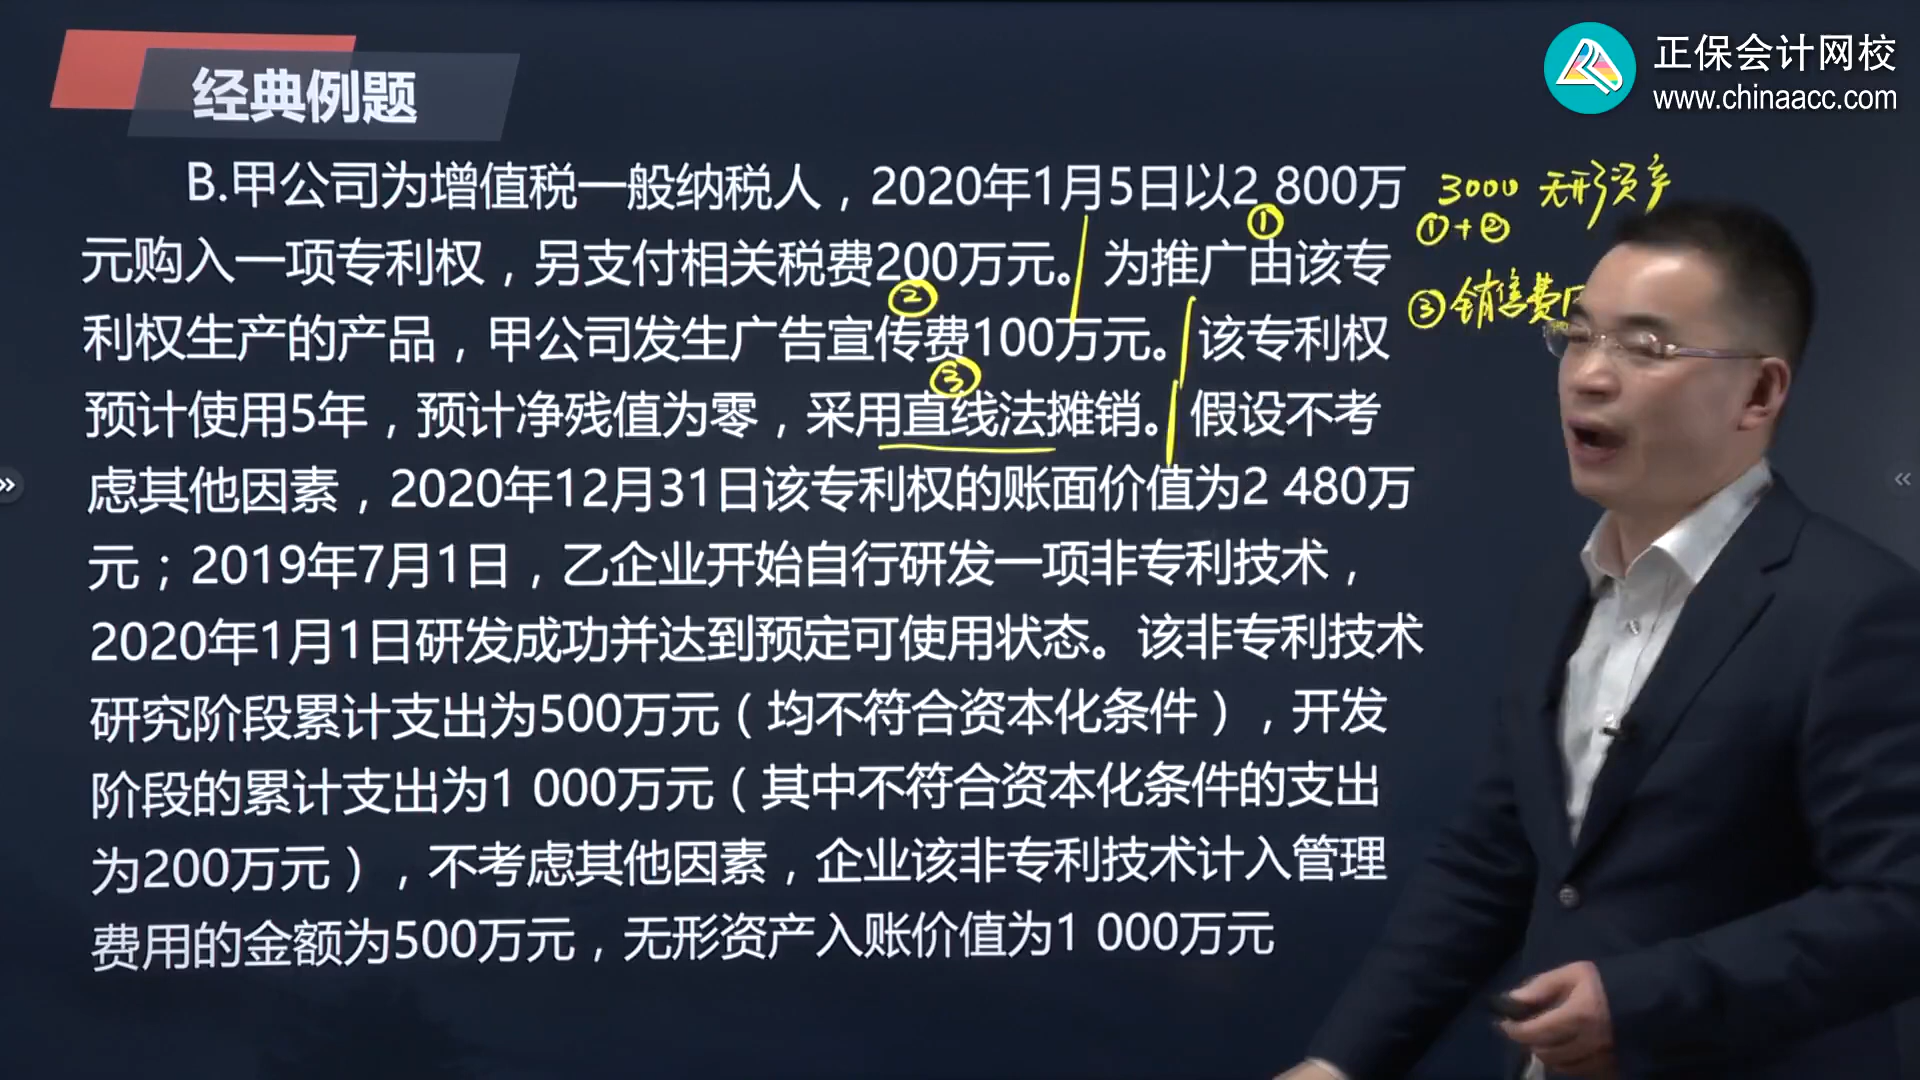 经典例题
正保会计网校
www.chinaacc.com
B.甲公司为增值税一般纳税人，2020年1月5日以2 800万
元购入一项专利权，另支付相关税费200万元。为推广由该专
利权生产的产品，甲公司发生广告宣传费100万元。该专利权
预计使用5年，预计净残值为零，采用直线法摊销。假设不考
虑其他因素，2020年12月31日该专利权的账面价值为2 480万
元；2019年7月1日，乙企业开始自行研发一项非专利技术，
2020年1月1日研发成功并达到预定可使用状态。该非专利技术
研究阶段累计支出为500万元（均不符合资本化条件），开发
阶段的累计支出为1 000万元（其中不符合资本化条件的支出
为200万元），不考虑其他因素，企业该非专利技术计入管理
费用的金额为500万元，无形资产入账价值为1 000万元
①
②
③
3000 无形资产
①+②
③销售费